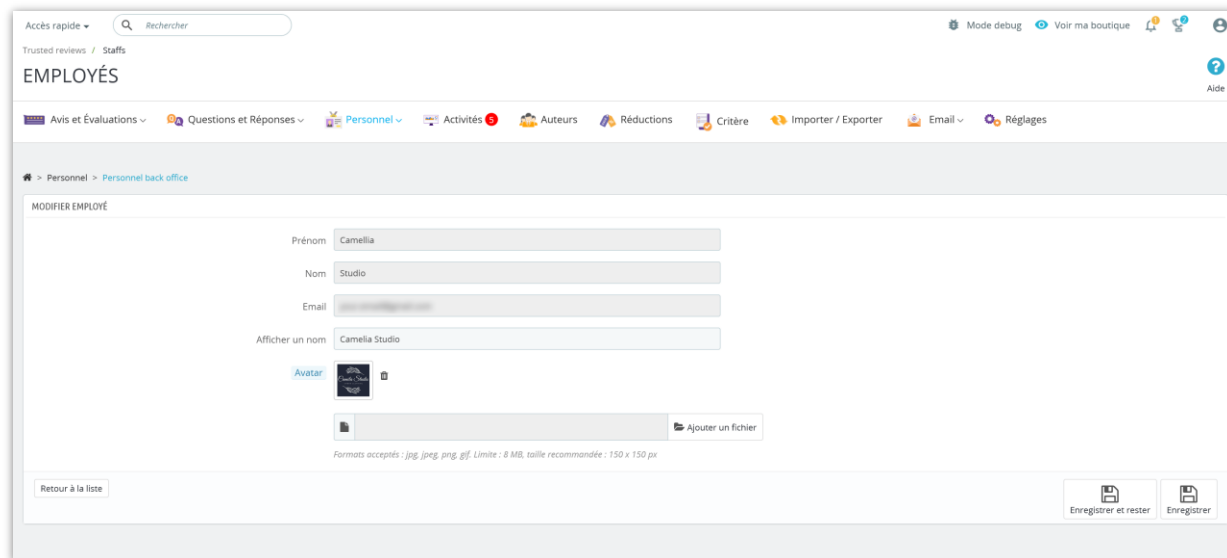 Accès rapide Rechercher Mode debug Voir ma boutique 1 2
Trusted reviews / Staffs
EMPLOYÉS
Aide
Avis et Évaluations Questions et Réponses Personnel Activités 5 Auteurs Réductions Critère Importer / Exporter Email Réglages
> Personnel > Personnel back office
MODIFIER EMPLOYÉ
Prénom Camellia
Nom Studio
Email
Afficher un nom Camelia Studio
Avatar
Ajouter un fichier
Formats acceptés : jpg, jpeg, png, gif. Limite : 8 MB, taille recommandée : 150 x 150 px
Retour à la liste
Enregistrer et rester Enregistrer